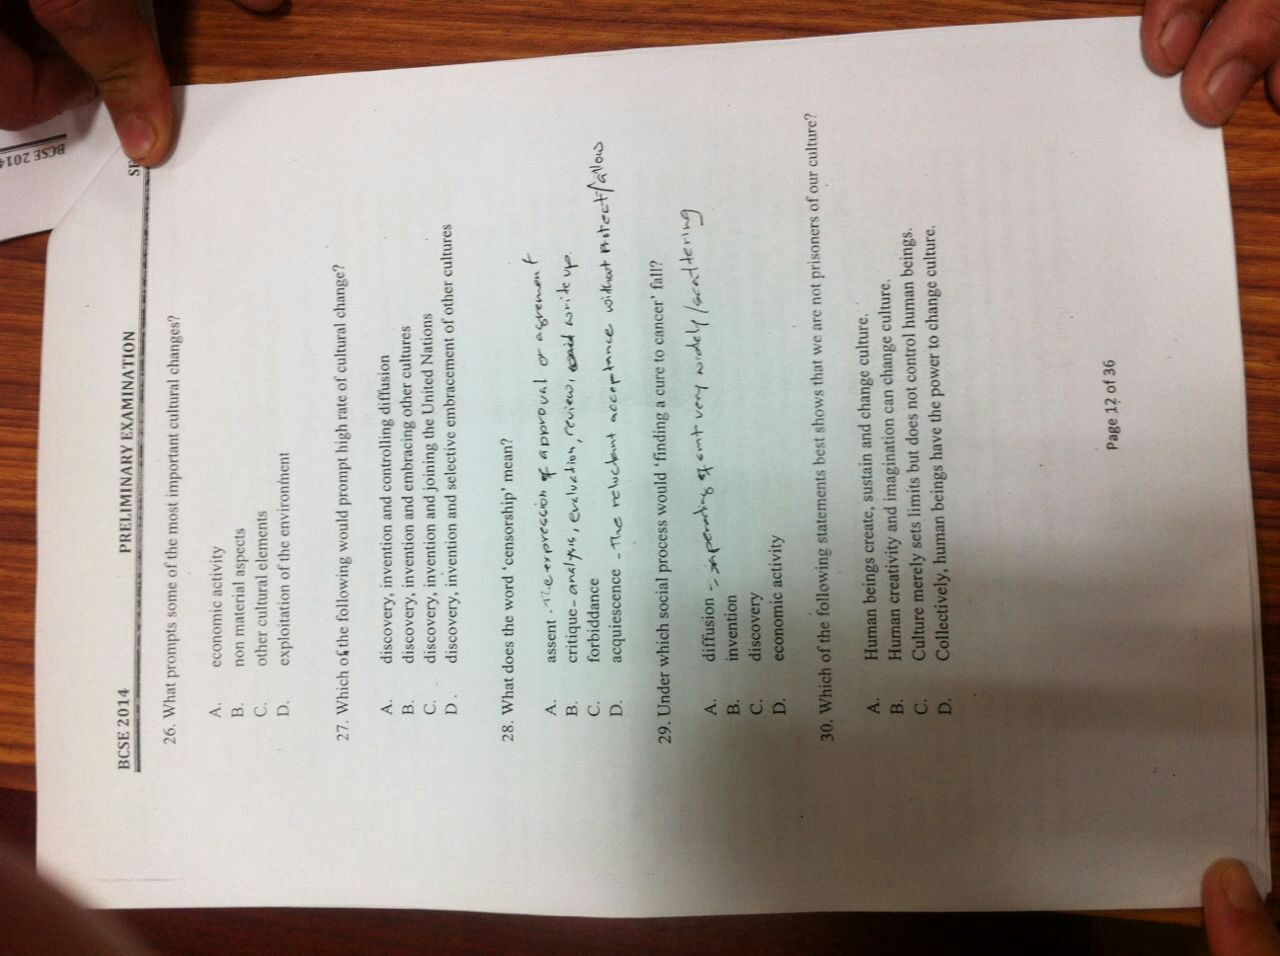 BCSE 2014
BCSE 2014 PRELIMINARY EXAMINATION SE
26. What prompts some of the most important cultural changes?
A. economic activity
B. non material aspects
C. other cultural elements
D. exploitation of the environment
27. Which of the following would prompt high rate of cultural change?
A. discovery, invention and controlling diffusion
B. discovery, invention and embracing other cultures
C. discovery, invention and joining the United Nations
D. discovery, invention and selective embracement of other cultures
28. What does the word 'censorship' mean?
A. assent - The expression of approval or agrement
B. critique - analysis, evaluation, review, write up.
C. forbiddance
D. acquiescence - The reluctant acceptance without Protect/allow
29. Under which social process would 'finding a cure to cancer' fall?
A. diffusion - very widely/scattering
B. invention
C. discovery
D. economic activity
30. Which of the following statements best shows that we are not prisoners of our culture?
A. Human beings create, sustain and change culture.
B. Human creativity and imagination can change culture.
C. Culture merely sets limits but does not control human beings.
D. Collectively, human beings have the power to change culture.
Page 12 of 36